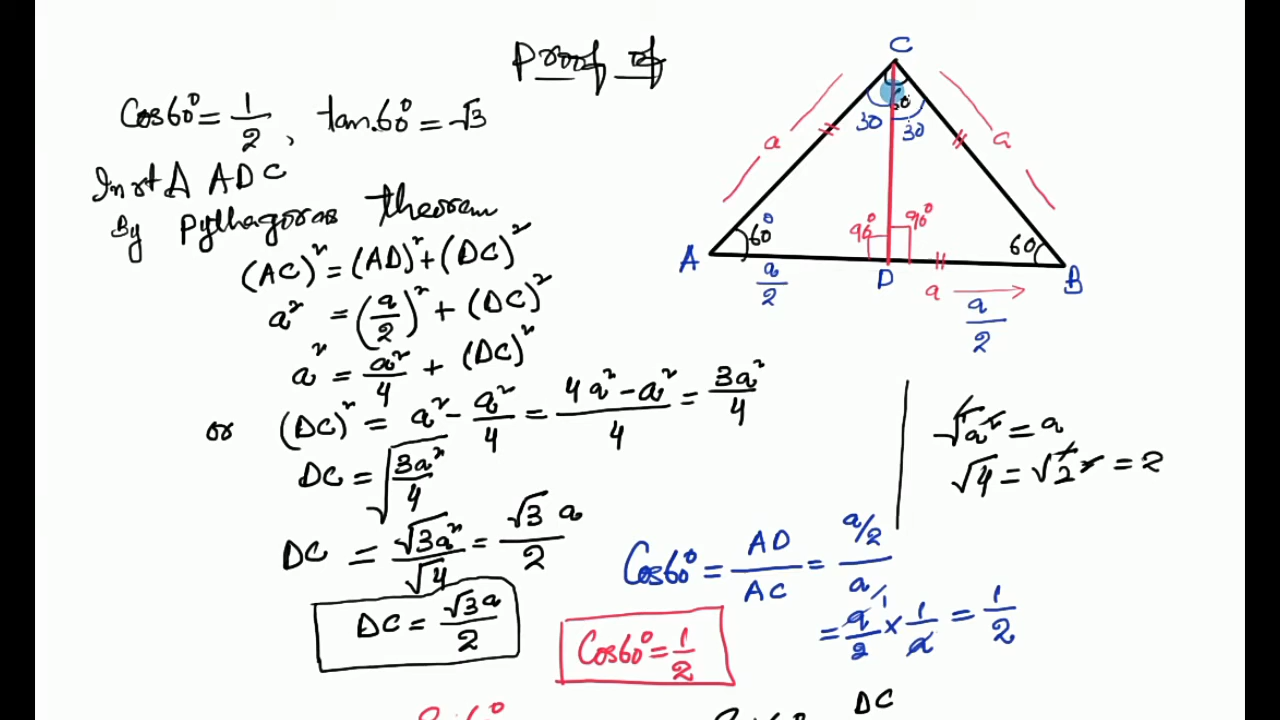 Proof of
Cos60° = 1/2 , tan.60° = √3
In rt Δ ADC
By Pythagoras theorem
(AC)² = (AD)² + (DC)²
a² = (a/2)² + (DC)²
a² = a²/4 + (DC)²
or (DC)² = a² - a²/4 = 4a² - a²/4 = 3a²/4
DC = √3a²/4
DC = √3a²/√4 = √3 a/2
DC = √3a/2
C
60°
30 30
a a
60° 90° 90° 60
A D B
a/2 a → a/2
√a² = a
√4 = √2² = 2
Cos60° = AD/AC = a/2/a/1
= a/2 × 1/a = 1/2
Cos60° = 1/2
DC